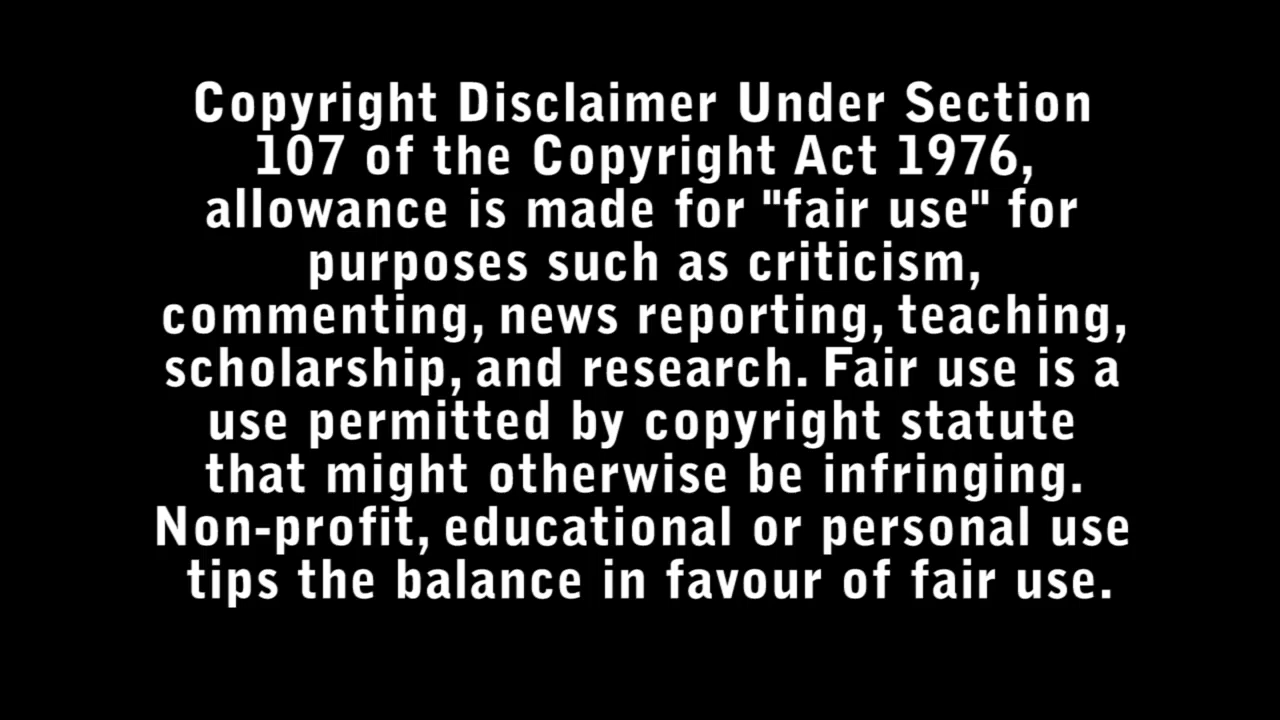 Copyright Disclaimer Under Section
107 of the Copyright Act 1976,
allowance is made for "fair use" for
purposes such as criticism,
commenting, news reporting, teaching,
scholarship, and research. Fair use is a
use permitted by copyright statute
that might otherwise be infringing.
Non-profit, educational or personal use
tips the balance in favour of fair use.